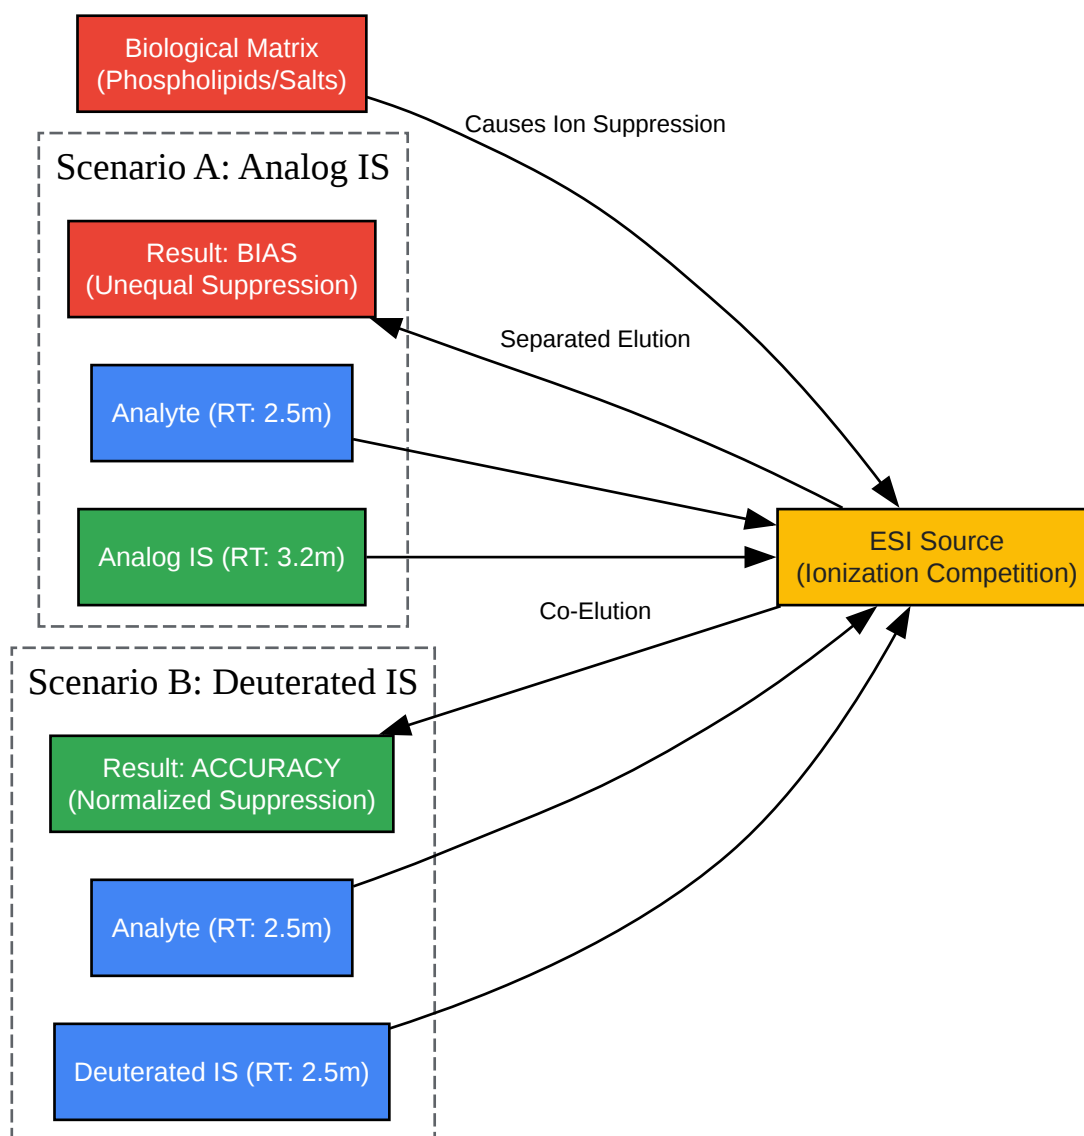 Biological Matrix
(Phospholipids/Salts)
Causes Ion Suppression
Scenario A: Analog IS
Result: BIAS
(Unequal Suppression)
Separated Elution
Analyte (RT: 2.5m)
Analog IS (RT: 3.2m)
ESI Source
(Ionization Competition)
Co-Elution
Scenario B: Deuterated IS
Result: ACCURACY
(Normalized Suppression)
Analyte (RT: 2.5m)
Deuterated IS (RT: 2.5m)